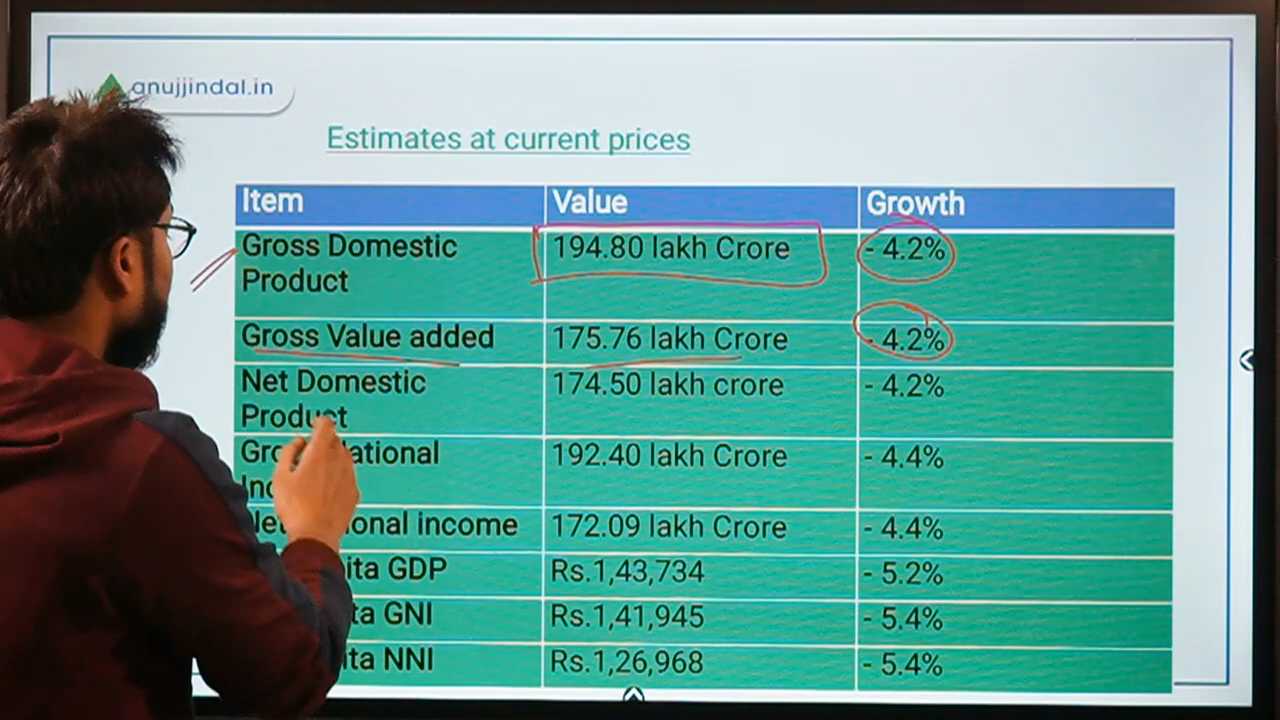 anujjindal.in
Estimates at current prices
Item Value Growth
Gross Domestic 194.80 lakh Crore - 4.2%
Product
Gross Value added 175.76 lakh Crore - 4.2%
Net Domestic 174.50 lakh crore - 4.2%
Product
192.40 lakh Crore - 4.4%
income 172.09 lakh Crore - 4.4%
GDP Rs.1,43,734 - 5.2%
GNI Rs.1,41,945 - 5.4%
NNI Rs.1,26,968 - 5.4%